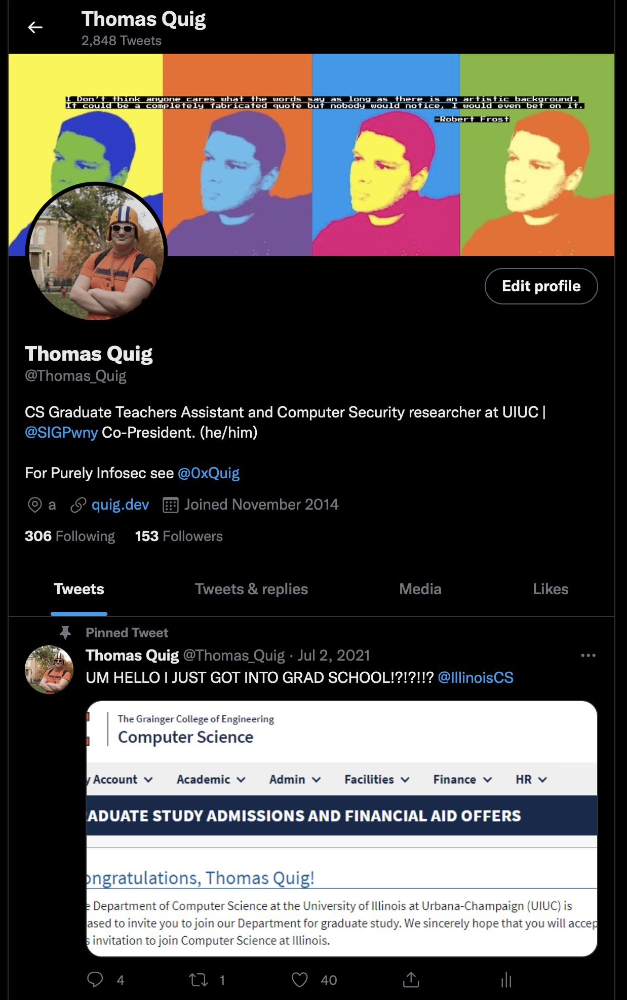 Thomas Quig
2,848 Tweets
I Don't think anyone cares what the words say as long as there is an artistic background.
It could be a completely fabricated quote but nobody would notice, I would even bet on it.
-Robert Frost
Edit profile
Thomas Quig
@Thomas_Quig
CS Graduate Teachers Assistant and Computer Security researcher at UIUC |
@SIGPwny Co-President. (he/him)
For Purely Infosec see @0xQuig
a quig.dev Joined November 2014
306 Following 153 Followers
Tweets Tweets & replies Media Likes
Pinned Tweet
Thomas Quig @Thomas_Quig · Jul 2, 2021
UM HELLO I JUST GOT INTO GRAD SCHOOL!?!?!!? @IllinoisCS
The Grainger College of Engineering
Computer Science
y Account Academic Admin Facilities Finance HR
RADUATE STUDY ADMISSIONS AND FINANCIAL AID OFFERS
ongratulations, Thomas Quig!
e Department of Computer Science at the University of Illinois at Urbana-Champaign (UIUC) is
ased to invite you to join our Department for graduate study. We sincerely hope that you will accep
s invitation to join Computer Science at Illinois.
4 1 40